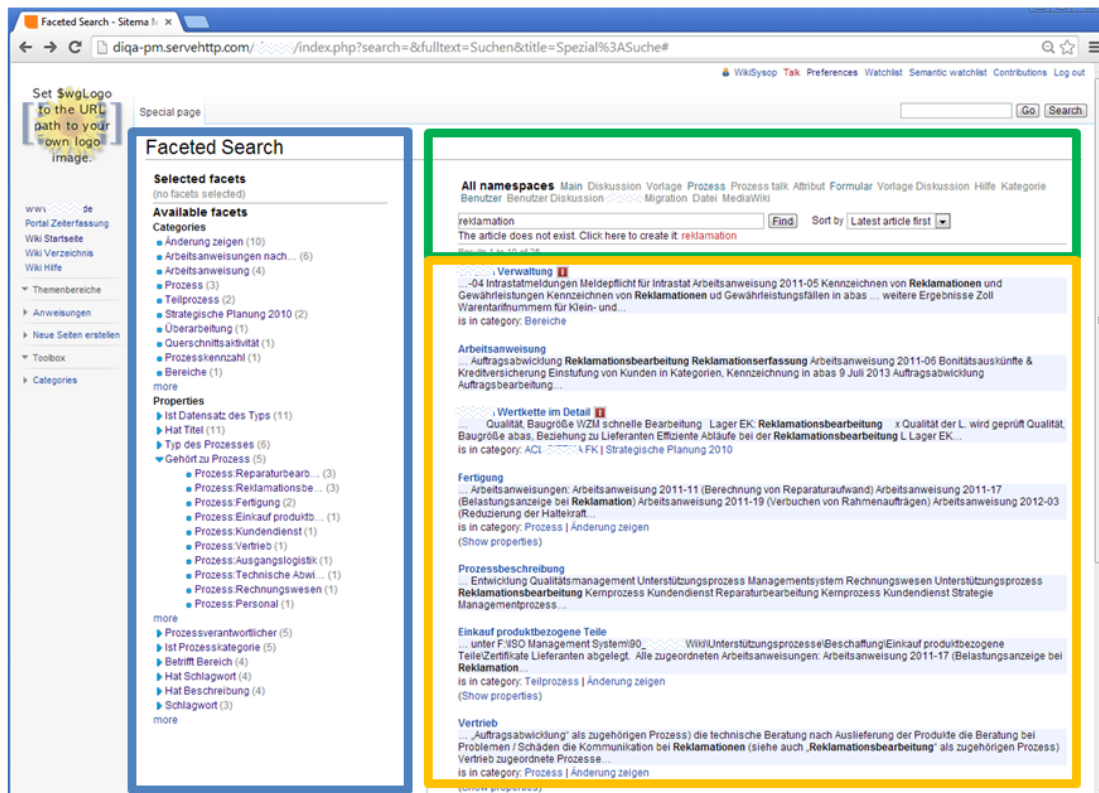 Faceted Search - Sitema
diqa-pm.servehttp.com/ /index.php?search=&fulltext=Suchen&title=Spezial%3ASuche#
WikiSysop Talk Preferences Watchlist Semantic watchlist Contributions Log out
Set $wgLogo
to the URL
path to your
own logo
image.
Special page
Go Search
www. de
Portal Zeiterfassung
Wiki Startseite
Wiki Verzeichnis
Wiki Hilfe
Themenbereiche
Anweisungen
Neue Seiten erstellen
Toolbox
Categories
Faceted Search
Selected facets
(no facets selected)
Available facets
Categories
Änderung zeigen (10)
Arbeitsanweisungen nach... (6)
Arbeitsanweisung (4)
Prozess (3)
Teilprozess (2)
Strategische Planung 2010 (2)
Überarbeitung (1)
Querschnittsaktivität (1)
Prozesskennzahl (1)
Bereiche (1)
more
Properties
Ist Datensatz des Typs (11)
Hat Titel (11)
Typ des Prozesses (6)
Gehört zu Prozess (5)
Prozess:Reparaturbearb... (3)
Prozess:Reklamationsbe... (3)
Prozess:Fertigung (2)
Prozess:Einkauf produktb... (1)
Prozess:Kundendienst (1)
Prozess:Vertrieb (1)
Prozess:Ausgangslogistik (1)
Prozess:Technische Abwi... (1)
Prozess:Rechnungswesen (1)
Prozess:Personal (1)
more
Prozessverantwortlicher (5)
Ist Prozesskategorie (5)
Betrifft Bereich (4)
Hat Schlagwort (4)
Hat Beschreibung (4)
Schlagwort (3)
more
All namespaces Main Diskussion Vorlage Prozess Prozess talk Attribut Formular Vorlage Diskussion Hilfe Kategorie
Benutzer Benutzer Diskussion Migration Datei MediaWiki
reklamation Find Sort by Latest article first
The article does not exist. Click here to create it: reklamation
Results 1 to 10 of
Verwaltung
...-04 Intrastatmeldungen Meldepflicht für Intrastat Arbeitsanweisung 2011-05 Kennzeichnen von Reklamationen und
Gewährleistungen Kennzeichnen von Reklamationen ud Gewährleistungsfällen in abas ... weitere Ergebnisse Zoll
Warentarifnummern für Klein- und...
is in category: Bereiche
Arbeitsanweisung
... Auftragsabwicklung Reklamationsbearbeitung Reklamationserfassung Arbeitsanweisung 2011-06 Bonitätsauskünfte &
Kreditversicherung Einstufung von Kunden in Kategorien, Kennzeichnung in abas 9 Juli 2013 Auftragsabwicklung
Auftragsbearbeitung...
Wertkette im Detail
... Qualität, Baugröße WZM schnelle Bearbeitung Lager EK: Reklamationsbearbeitung x Qualität der L. wird geprüft Qualität,
Baugröße abas, Beziehung zu Lieferanten Effiziente Abläufe bei der Reklamationsbearbeitung L Lager EK...
is in category: FK | Strategische Planung 2010
Fertigung
... Arbeitsanweisungen: Arbeitsanweisung 2011-11 (Berechnung von Reparaturaufwand) Arbeitsanweisung 2011-17
(Belastungsanzeige bei Reklamation) Arbeitsanweisung 2011-19 (Verbuchen von Rahmenaufträgen) Arbeitsanweisung 2012-03
(Reduzierung der Haltekraft...
is in category: Prozess | Änderung zeigen
(Show properties)
Prozessbeschreibung
... Entwicklung Qualitätsmanagement Unterstützungsprozess Managementsystem Rechnungswesen Unterstützungsprozess
Reklamationsbearbeitung Kernprozess Kundendienst Reparaturbearbeitung Kernprozess Kundendienst Strategie
Managementprozess...
Einkauf produktbezogene Teile
... unter F:\ISO Management System\90_ Wiki\Unterstützungsprozesse\Beschaffung\Einkauf produktbezogene
Teile\Zertifikate Lieferanten abgelegt. Alle zugeordneten Arbeitsanweisungen: Arbeitsanweisung 2011-17 (Belastungsanzeige bei
Reklamation...
is in category: Teilprozess | Änderung zeigen
(Show properties)
Vertrieb
... „Auftragsabwicklung“ als zugehörigen Prozess) die technische Beratung nach Auslieferung der Produkte die Beratung bei
Problemen / Schäden die Kommunikation bei Reklamationen (siehe auch „Reklamationsbearbeitung“ als zugehörigen Prozess)
Vertrieb zugeordnete Prozesse...
is in category: Prozess | Änderung zeigen
(Show properties)